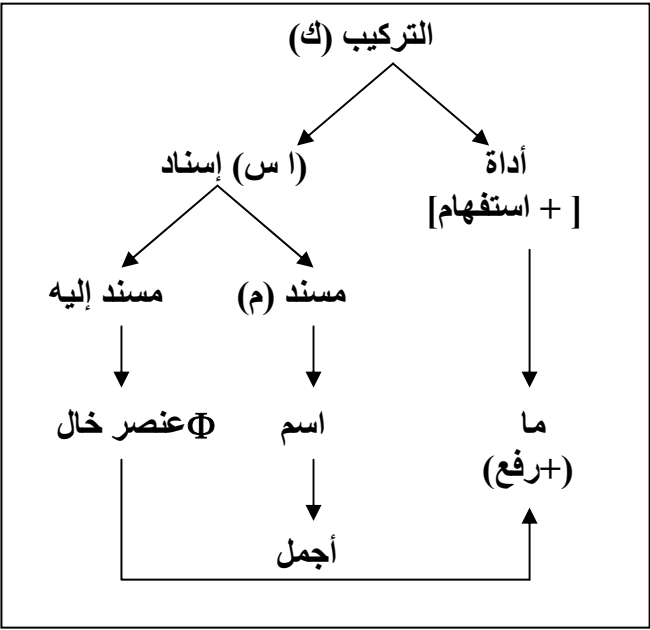 التركيب (ك)
أداة
[ + استفهام]
(ا س) إسناد
مسند (م)
مسند إليه
ما
(+رفع)
اسم
Φعنصر خال
أجمل